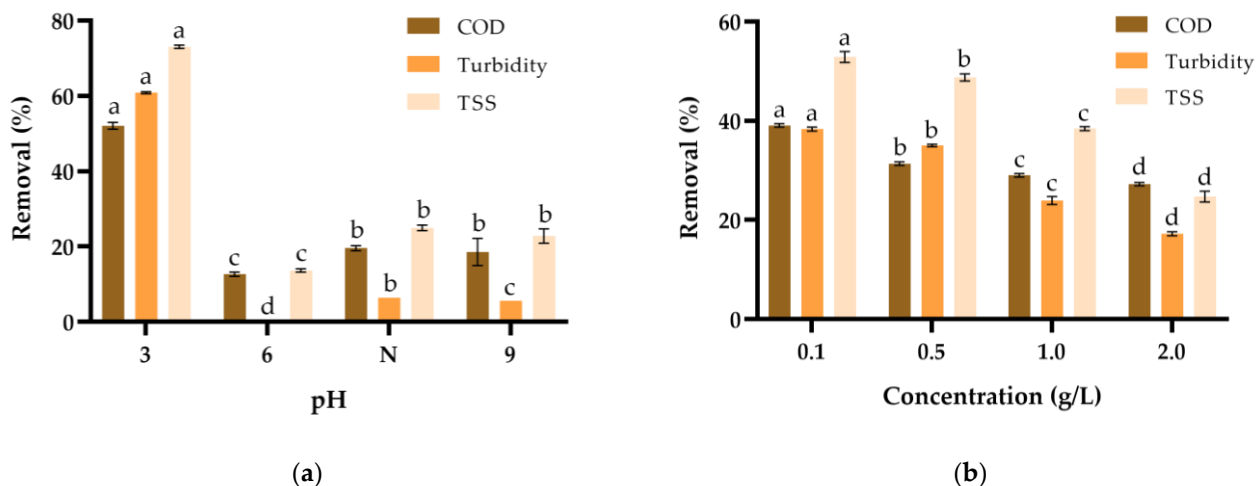 80
60
40
20
0
Removal (%)
COD
Turbidity
TSS
a
a
a
c
d
c
b
b
b
b
c
b
3
6
N
9
pH
(a)
60
40
20
0
Removal (%)
COD
Turbidity
TSS
a
a
a
b
b
b
c
c
c
d
d
d
0.1
0.5
1.0
2.0
Concentration (g/L)
(b)